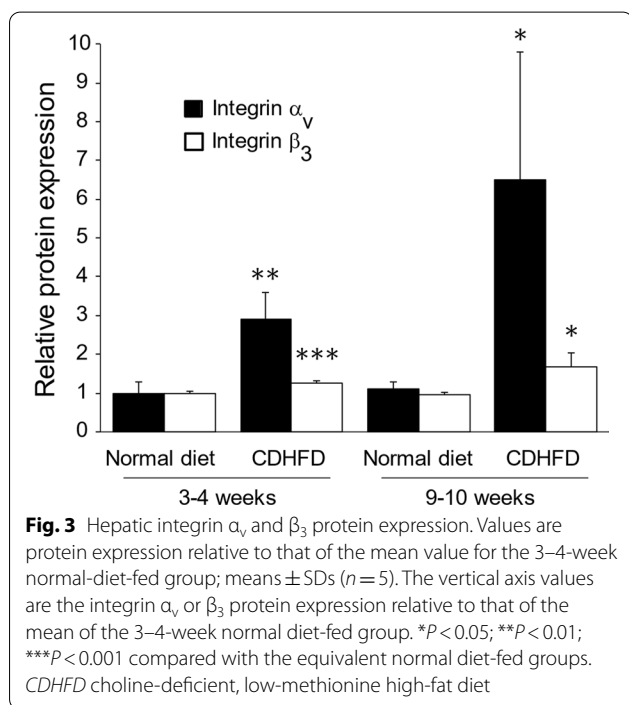 *
10
9
8
7
6
5
4
3
2
1
0
Relative protein expression
Integrin αv
Integrin β3
**
***
*
Normal diet CDHFD Normal diet CDHFD
3-4 weeks 9-10 weeks
Fig. 3 Hepatic integrin αv and β3 protein expression. Values are
protein expression relative to that of the mean value for the 3–4-week
normal-diet-fed group; means ± SDs (n = 5). The vertical axis values
are the integrin αv or β3 protein expression relative to that of the
mean of the 3–4-week normal diet-fed group. *P < 0.05; **P < 0.01;
***P < 0.001 compared with the equivalent normal diet-fed groups.
CDHFD choline-deficient, low-methionine high-fat diet